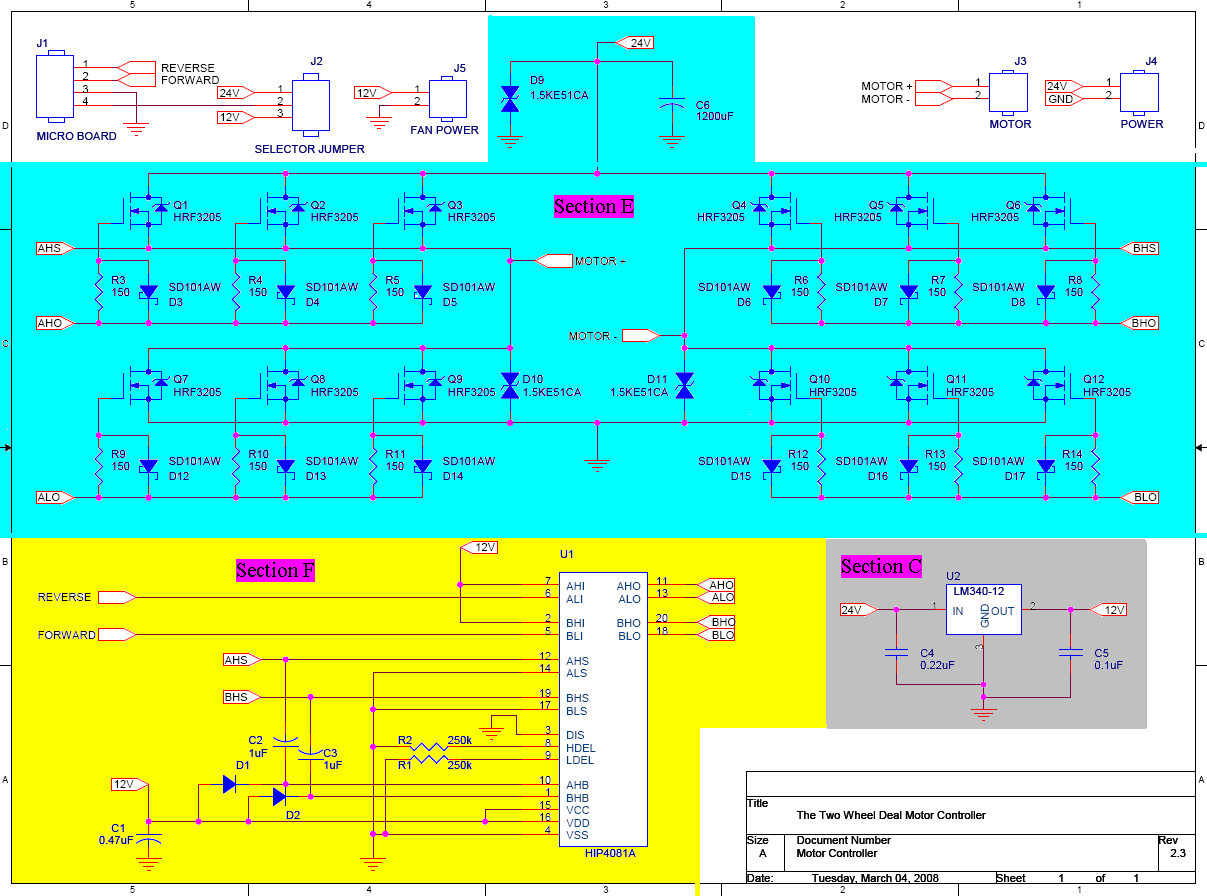 5 4 3 2 1
D
C
B
A
J1
1
2
3
4
REVERSE
FORWARD
MICRO BOARD
J2
24V 1
2
12V 3
SELECTOR JUMPER
J5
12V 1
2
FAN POWER
24V
D9
1.5KE51CA
C6
1200uF
J3
MOTOR + 1
MOTOR - 2
MOTOR
J4
24V 1
GND 2
POWER
D
Section E
Q1
HRF3205
Q2
HRF3205
Q3
HRF3205
Q4
HRF3205
Q5
HRF3205
Q6
HRF3205
AHS
MOTOR +
BHS
R3
150
SD101AW
D3
R4
150
SD101AW
D4
R5
150
SD101AW
D5
SD101AW
D6
R6
150
SD101AW
D7
R7
150
SD101AW
D8
R8
150
AHO
MOTOR -
BHO
C
Q7
HRF3205
Q8
HRF3205
Q9
HRF3205
D10
1.5KE51CA
D11
1.5KE51CA
Q10
HRF3205
Q11
HRF3205
Q12
HRF3205
R9
150
SD101AW
D12
R10
150
SD101AW
D13
R11
150
SD101AW
D14
SD101AW
D15
R12
150
SD101AW
D16
R13
150
SD101AW
D17
R14
150
ALO
BLO
Section F
12V
U1
REVERSE
FORWARD
AHS
BHS
C2
1uF
C3
1uF
R2 250k
R1 250k
D1
D2
12V
C1
0.47uF
7 AHI
6 ALI
2 BHI
5 BLI
12 AHS
14 ALS
19 BHS
17 BLS
3 DIS
8 HDEL
9 LDEL
10 AHB
1 BHB
15 VCC
16 VDD
4 VSS
AHO 11 AHO
ALO 13 ALO
BHO 20 BHO
BLO 18 BLO
HIP4081A
Section C
U2
LM340-12
24V 1 IN
GND
OUT 2 12V
3
C4
0.22uF
C5
0.1uF
B
A
Title
The Two Wheel Deal Motor Controller
Size
A
Document Number
Motor Controller
Rev
2.3
Date: Tuesday, March 04, 2008 Sheet 1 of 1
5 4 3 2 1